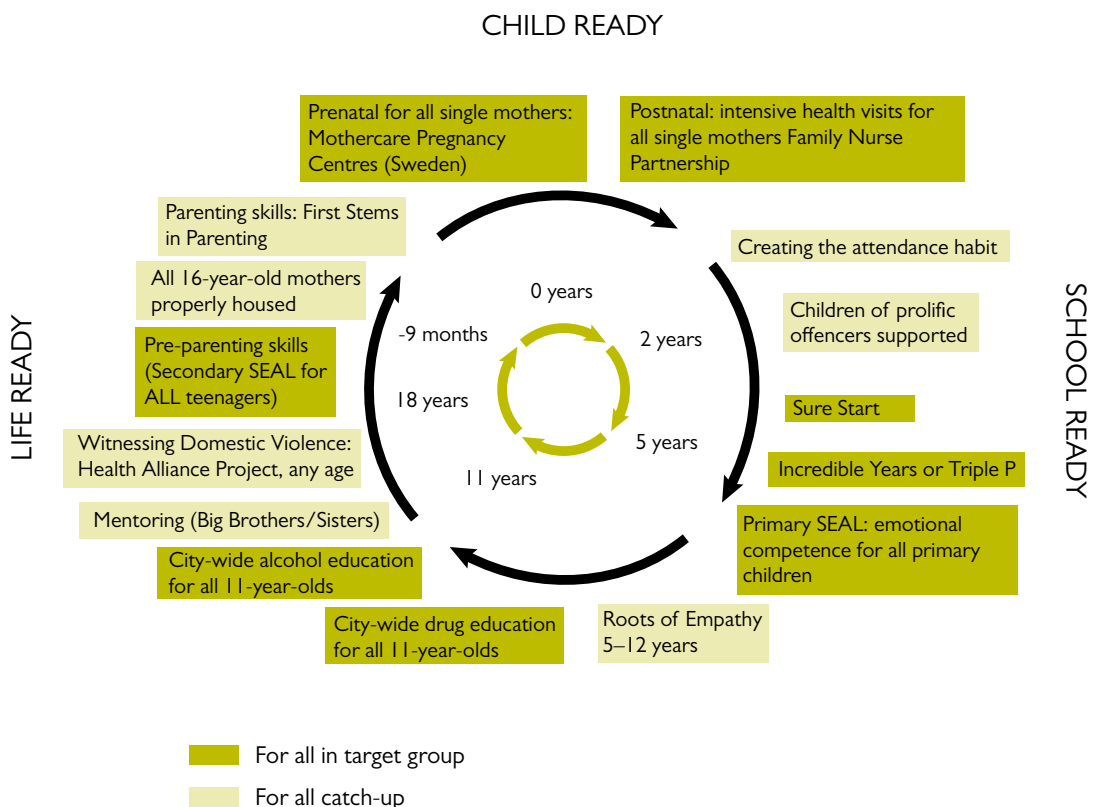 CHILD READY
Prenatal for all single mothers:
Mothercare Pregnancy
Centres (Sweden)
Postnatal: intensive health visits for
all single mothers Family Nurse
Partnership
Parenting skills: First Stems
in Parenting
Creating the attendance habit
All 16-year-old mothers
properly housed
0 years
Children of prolific
offencers supported
-9 months
2 years
SCHOOL READY
LIFE READY
Pre-parenting skills
(Secondary SEAL for
ALL teenagers)
18 years
Sure Start
5 years
Witnessing Domestic Violence:
Health Alliance Project, any age
11 years
Incredible Years or Triple P
Mentoring (Big Brothers/Sisters)
Primary SEAL: emotional
competence for all primary
children
City-wide alcohol education
for all 11-year-olds
City-wide drug education
for all 11-year-olds
Roots of Empathy
5–12 years
For all in target group
For all catch-up